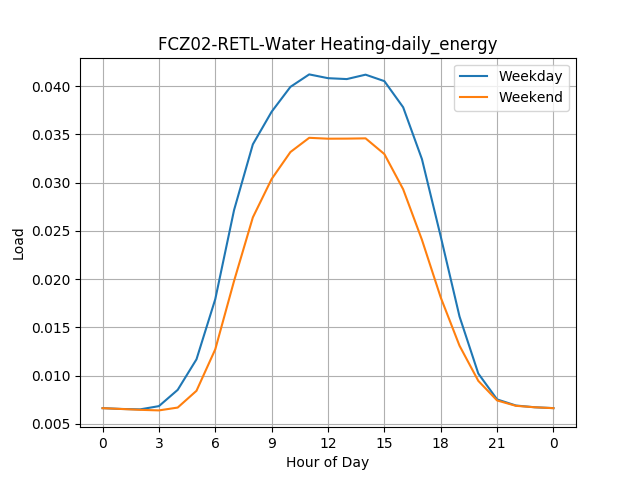 FCZ02-RETL-Water Heating-daily_energy
Weekday
Weekend
Load
0.040
0.035
0.030
0.025
0.020
0.015
0.010
0.005
0 3 6 9 12 15 18 21 0
Hour of Day